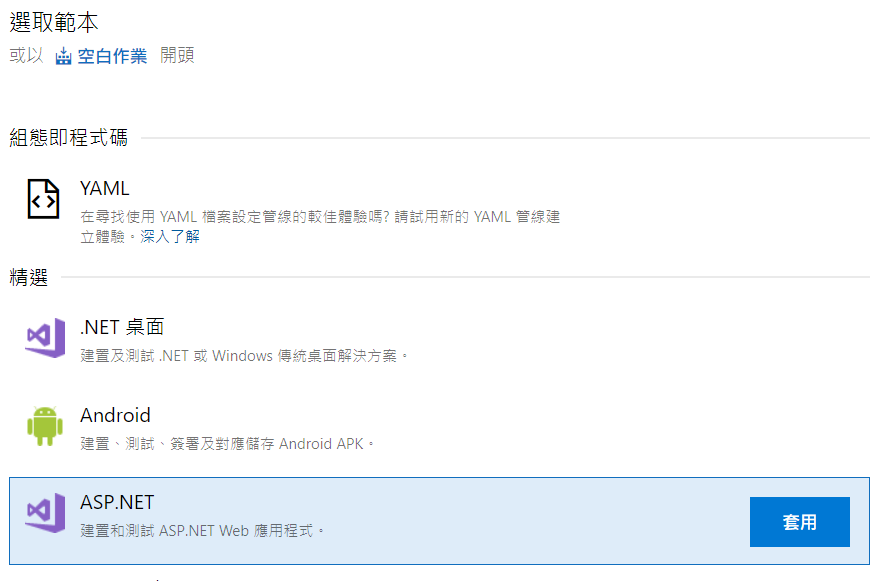 選取範本
或以 空白作業 開頭
組態即程式碼
YAML
在尋找使用 YAML 檔案設定管線的較佳體驗嗎? 請試用新的 YAML 管線建
立體驗。深入了解
精選
.NET 桌面
建置及測試 .NET 或 Windows 傳統桌面解決方案。
Android
建置、測試、簽署及對應儲存 Android APK。
ASP.NET
建置和測試 ASP.NET Web 應用程式。
套用